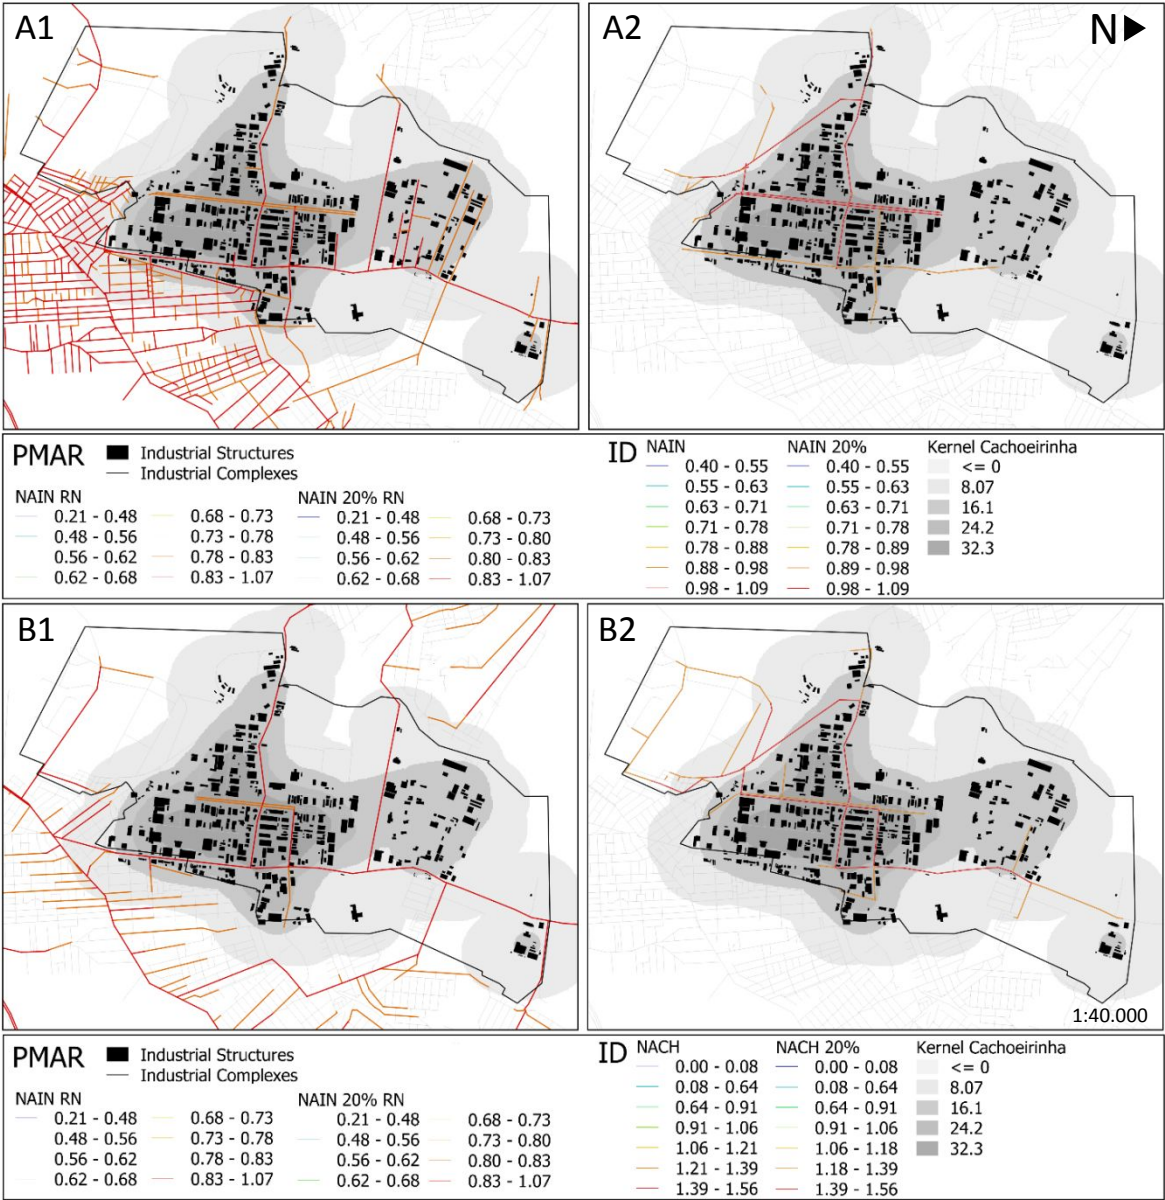 A1
A2
N
PMAR
Industrial Structures
Industrial Complexes
NAIN RN
0.21 - 0.48
0.48 - 0.56
0.56 - 0.62
0.62 - 0.68
0.68 - 0.73
0.73 - 0.78
0.78 - 0.83
0.83 - 1.07
NAIN 20% RN
0.21 - 0.48
0.48 - 0.56
0.56 - 0.62
0.62 - 0.68
0.68 - 0.73
0.73 - 0.80
0.80 - 0.83
0.83 - 1.07
ID
NAIN
0.40 - 0.55
0.55 - 0.63
0.63 - 0.71
0.71 - 0.78
0.78 - 0.88
0.88 - 0.98
0.98 - 1.09
NAIN 20%
0.40 - 0.55
0.55 - 0.63
0.63 - 0.71
0.71 - 0.78
0.78 - 0.89
0.89 - 0.98
0.98 - 1.09
Kernel Cachoeirinha
<= 0
8.07
16.1
24.2
32.3
B1
B2
1:40.000
PMAR
Industrial Structures
Industrial Complexes
NAIN RN
0.21 - 0.48
0.48 - 0.56
0.56 - 0.62
0.62 - 0.68
0.68 - 0.73
0.73 - 0.78
0.78 - 0.83
0.83 - 1.07
NAIN 20% RN
0.21 - 0.48
0.48 - 0.56
0.56 - 0.62
0.62 - 0.68
0.68 - 0.73
0.73 - 0.80
0.80 - 0.83
0.83 - 1.07
ID
NACH
0.00 - 0.08
0.08 - 0.64
0.64 - 0.91
0.91 - 1.06
1.06 - 1.21
1.21 - 1.39
1.39 - 1.56
NACH 20%
0.00 - 0.08
0.08 - 0.64
0.64 - 0.91
0.91 - 1.06
1.06 - 1.18
1.18 - 1.39
1.39 - 1.56
Kernel Cachoeirinha
<= 0
8.07
16.1
24.2
32.3